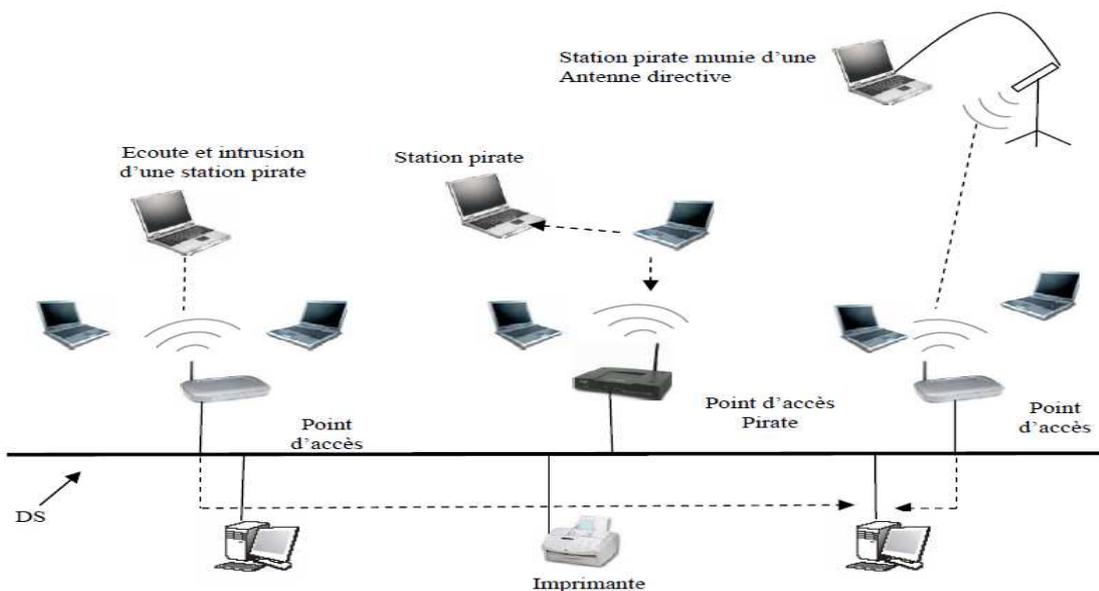 Station pirate munie d'une
Antenne directive
Ecoute et intrusion
d'une station pirate
Station pirate
Point
d'accès
Point d'accès
Pirate
Point
d'accès
DS
Imprimante